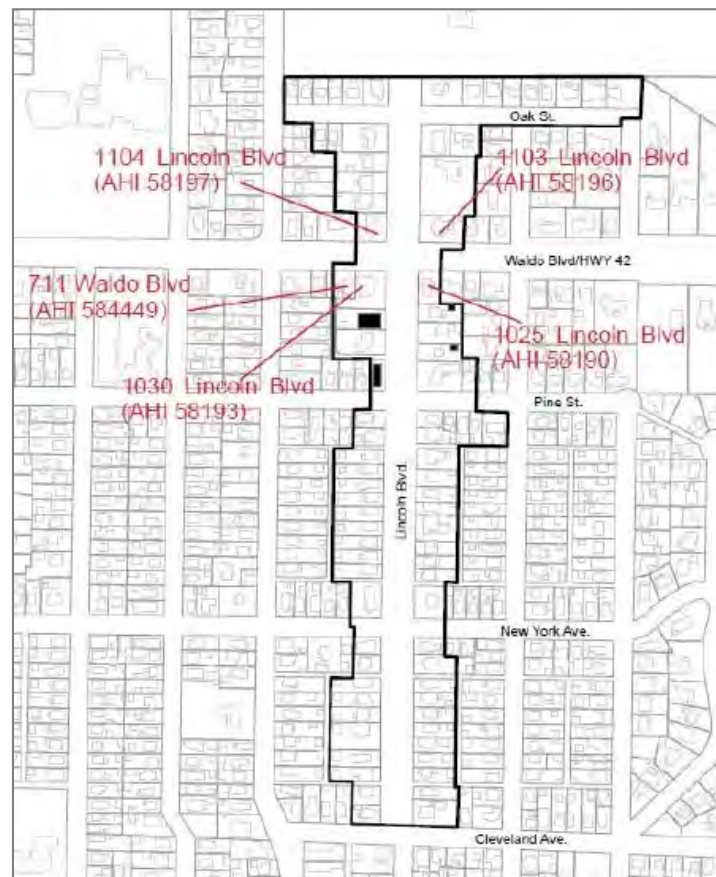 Oak St.
1104 Lincoln Blvd
(AHI 58197)
1103 Lincoln Blvd
(AHI 58196)
Waldo Blvd/HWY 42
711 Waldo Blvd
(AHI 584449)
1025 Lincoln Blvd
(AHI 58190)
1030 Lincoln Blvd
(AHI 58193)
Pine St.
Lincoln Blvd.
New York Ave.
Cleveland Ave.